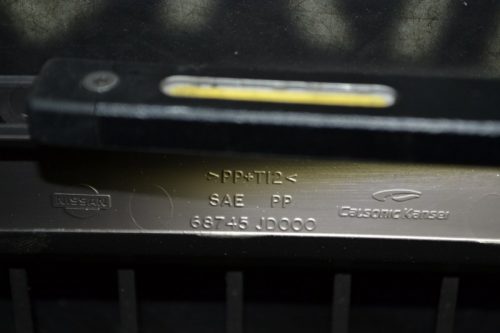 >PP+T12<
NISSAN
SAE PP
Calsonic Kansei
68745 JD000